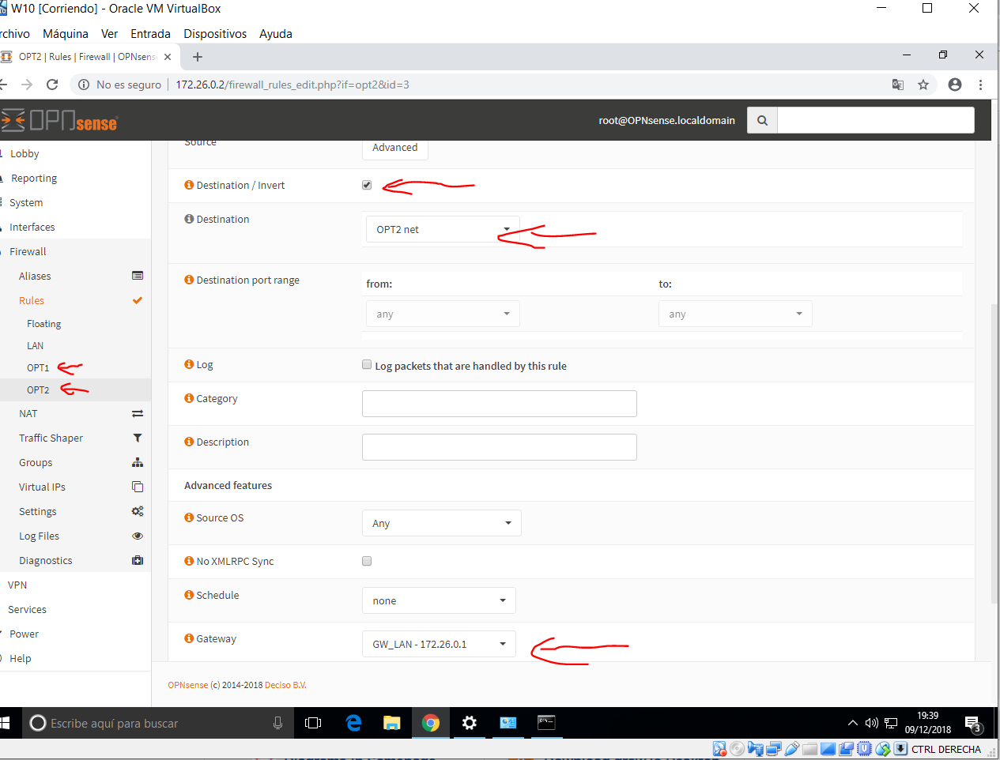 W10 [Corriendo] - Oracle VM VirtualBox
rchivo Máquina Ver Entrada Dispositivos Ayuda
OPT2 | Rules | Firewall | OPNsens
No es seguro | 172.26.0.2/firewall_rules_edit.php?if=opt2&id=3
OPNsense
root@OPNsense.localdomain
Lobby
Reporting
System
Interfaces
Firewall
Aliases
Rules
Floating
LAN
OPT1
OPT2
NAT
Traffic Shaper
Groups
Virtual IPs
Settings
Log Files
Diagnostics
VPN
Services
Power
Help
Source
Advanced
Destination / Invert
Destination
OPT2 net
Destination port range
from: to:
any any
Log
Log packets that are handled by this rule
Category
Description
Advanced features
Source OS
Any
No XMLRPC Sync
Schedule
none
Gateway
GW_LAN - 172.26.0.1
OPNsense (c) 2014-2018 Deciso B.V.
Escribe aquí para buscar
19:39
09/12/2018
3
CTRL DERECHA